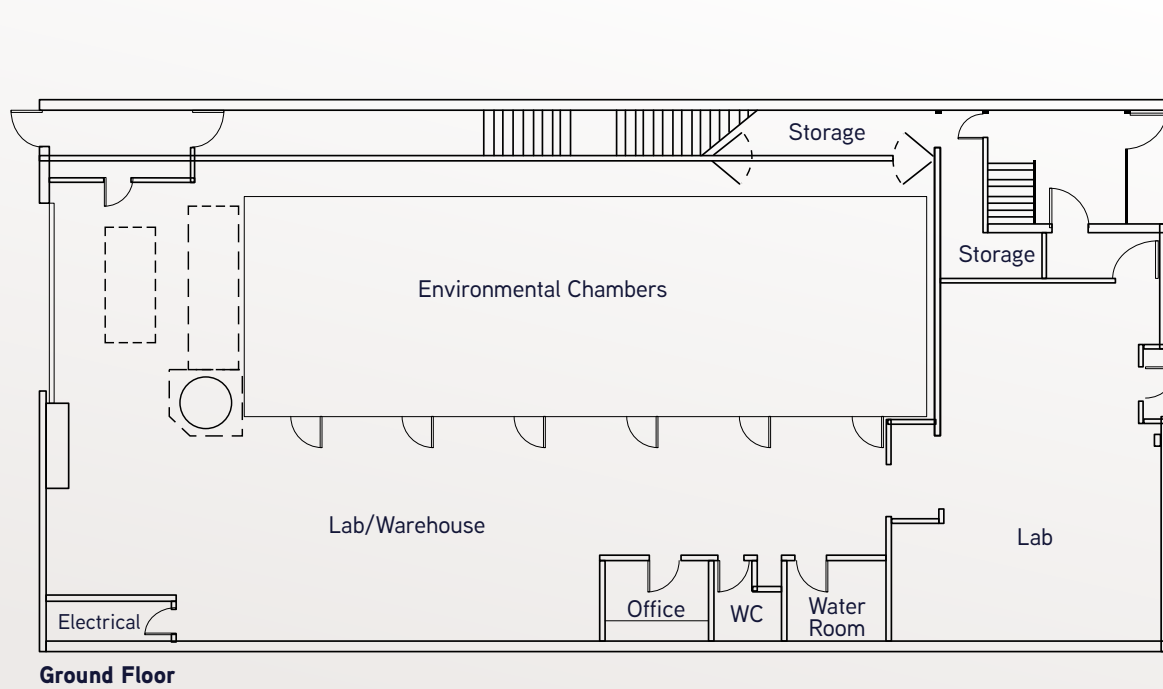 Storage
Storage
Environmental Chambers
Lab/Warehouse
Lab
Electrical
Office
WC
Water
Room
Ground Floor